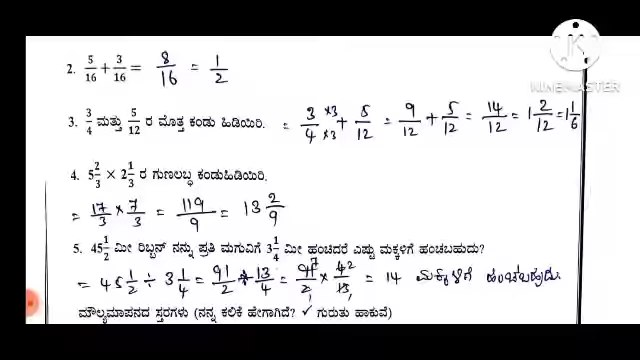 2. 5/16 + 3/16 = 8/16 = 1/2
KINEMASTER
3. 3/4 ಮತ್ತು 5/12 ರ ಮೊತ್ತ ಕಂಡು ಹಿಡಿಯಿರಿ. = 3/4 ×3/×3 + 5/12 = 9/12 + 5/12 = 14/12 = 1 2/12 = 1 1/6
4. 5 2/3 × 2 1/3 ರ ಗುಣಲಬ್ಧ ಕಂಡುಹಿಡಿಯಿರಿ.
= 17/3 × 7/3 = 119/9 = 13 2/9
5. 45 1/2 ಮೀ ರಿಬ್ಬನ್ ನನ್ನು ಪ್ರತಿ ಮಗುವಿಗೆ 3 1/4 ಮೀ ಹಂಚಿದರೆ ಎಷ್ಟು ಮಕ್ಕಳಿಗೆ ಹಂಚಬಹುದು?
= 45 1/2 ÷ 3 1/4 = 91/2 ÷ 13/4 = 91 7/2 1 × 4 2/13 1 = 14 ಮಕ್ಕಳಿಗೆ ಹಂಚಬಹುದು
ಮೌಲ್ಯಮಾಪನದ ಸ್ತರಗಳು (ನನ್ನ ಕಲಿಕೆ ಹೇಗಾಗಿದೆ? ✓ ಗುರುತು ಹಾಕುವೆ)